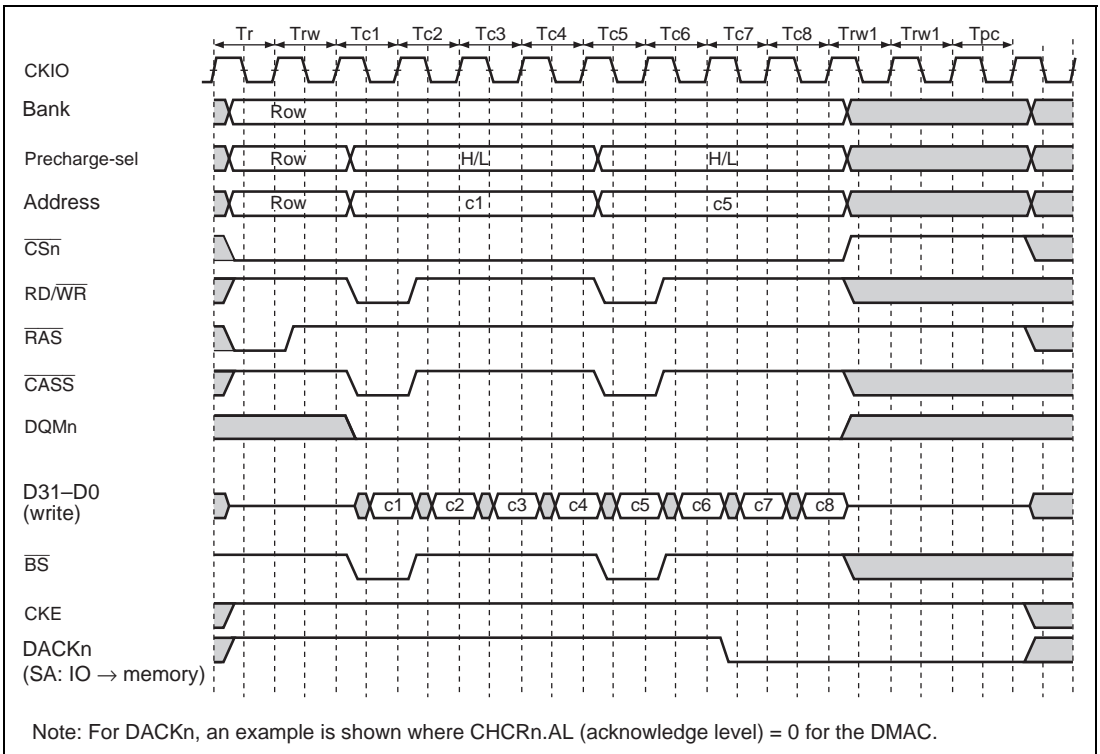 Tr Trw Tc1 Tc2 Tc3 Tc4 Tc5 Tc6 Tc7 Tc8 Trw1 Trw1 Tpc
CKIO
Bank Row
Precharge-sel Row H/L H/L
Address Row c1 c5
CSn
RD/WR
RAS
CASS
DQMn
D31–D0
(write) c1 c2 c3 c4 c5 c6 c7 c8
BS
CKE
DACKn
(SA: IO → memory)
Note: For DACKn, an example is shown where CHCRn.AL (acknowledge level) = 0 for the DMAC.